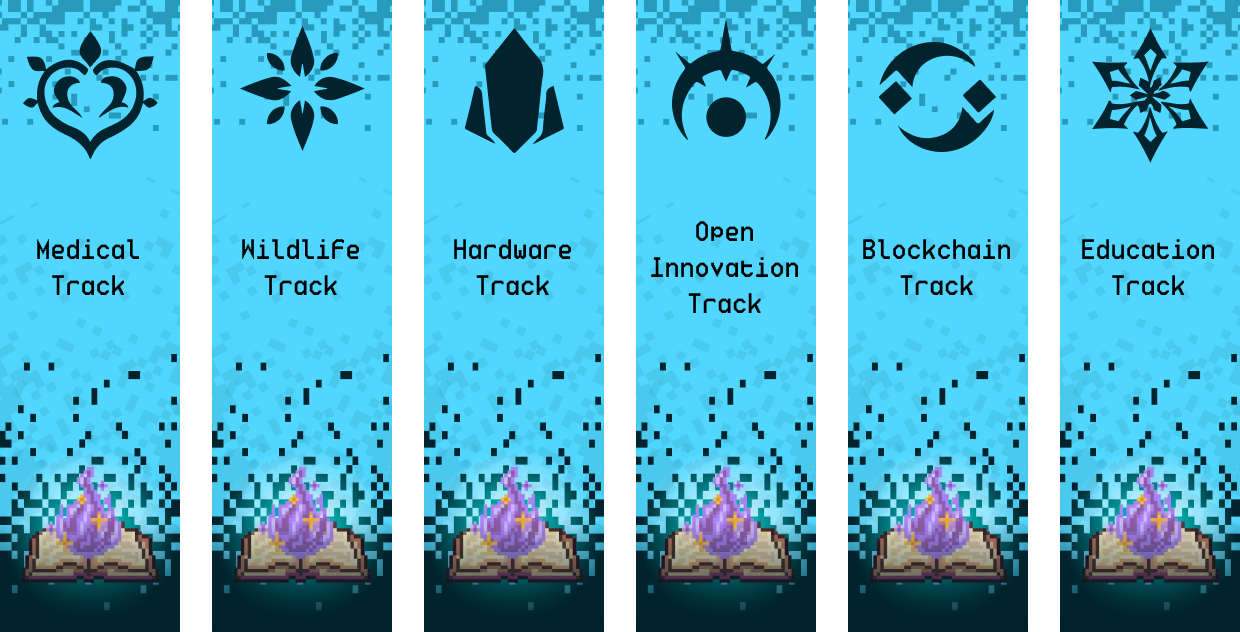 Medical
Track
Wildlife
Track
Hardware
Track
Open
Innovation
Track
Blockchain
Track
Education
Track